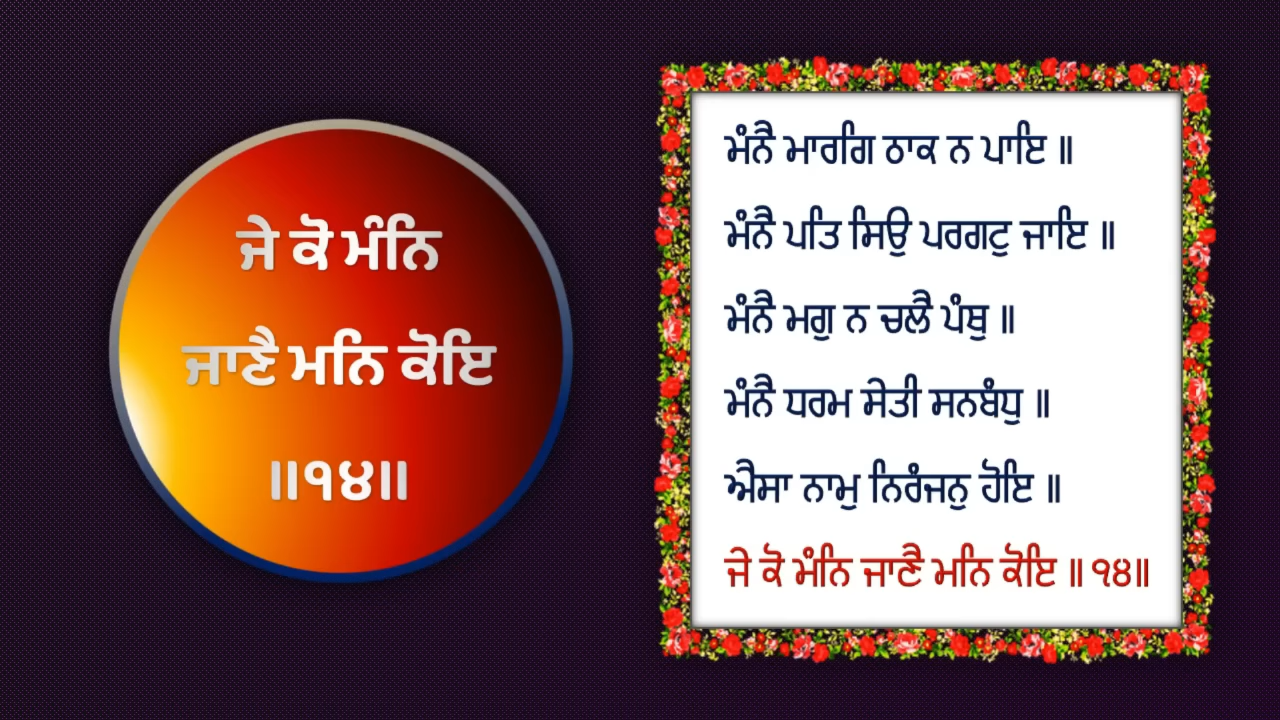 ਜੇ ਕੋ ਮੰਨਿ
ਜਾਣੈ ਮਨਿ ਕੋਇ
॥੧੪॥
ਮੰਨੈ ਮਾਰਗਿ ਠਾਕ ਨ ਪਾਇ ॥
ਮੰਨੈ ਪਤਿ ਸਿਉ ਪਰਗਟੁ ਜਾਇ ॥
ਮੰਨੈ ਮਗੁ ਨ ਚਲੈ ਪੰਥੁ ॥
ਮੰਨੈ ਧਰਮ ਸੇਤੀ ਸਨਬੰਧੁ ॥
ਐਸਾ ਨਾਮੁ ਨਿਰੰਜਨੁ ਹੋਇ ॥
ਜੇ ਕੋ ਮੰਨਿ ਜਾਣੈ ਮਨਿ ਕੋਇ ॥ ੧੪॥